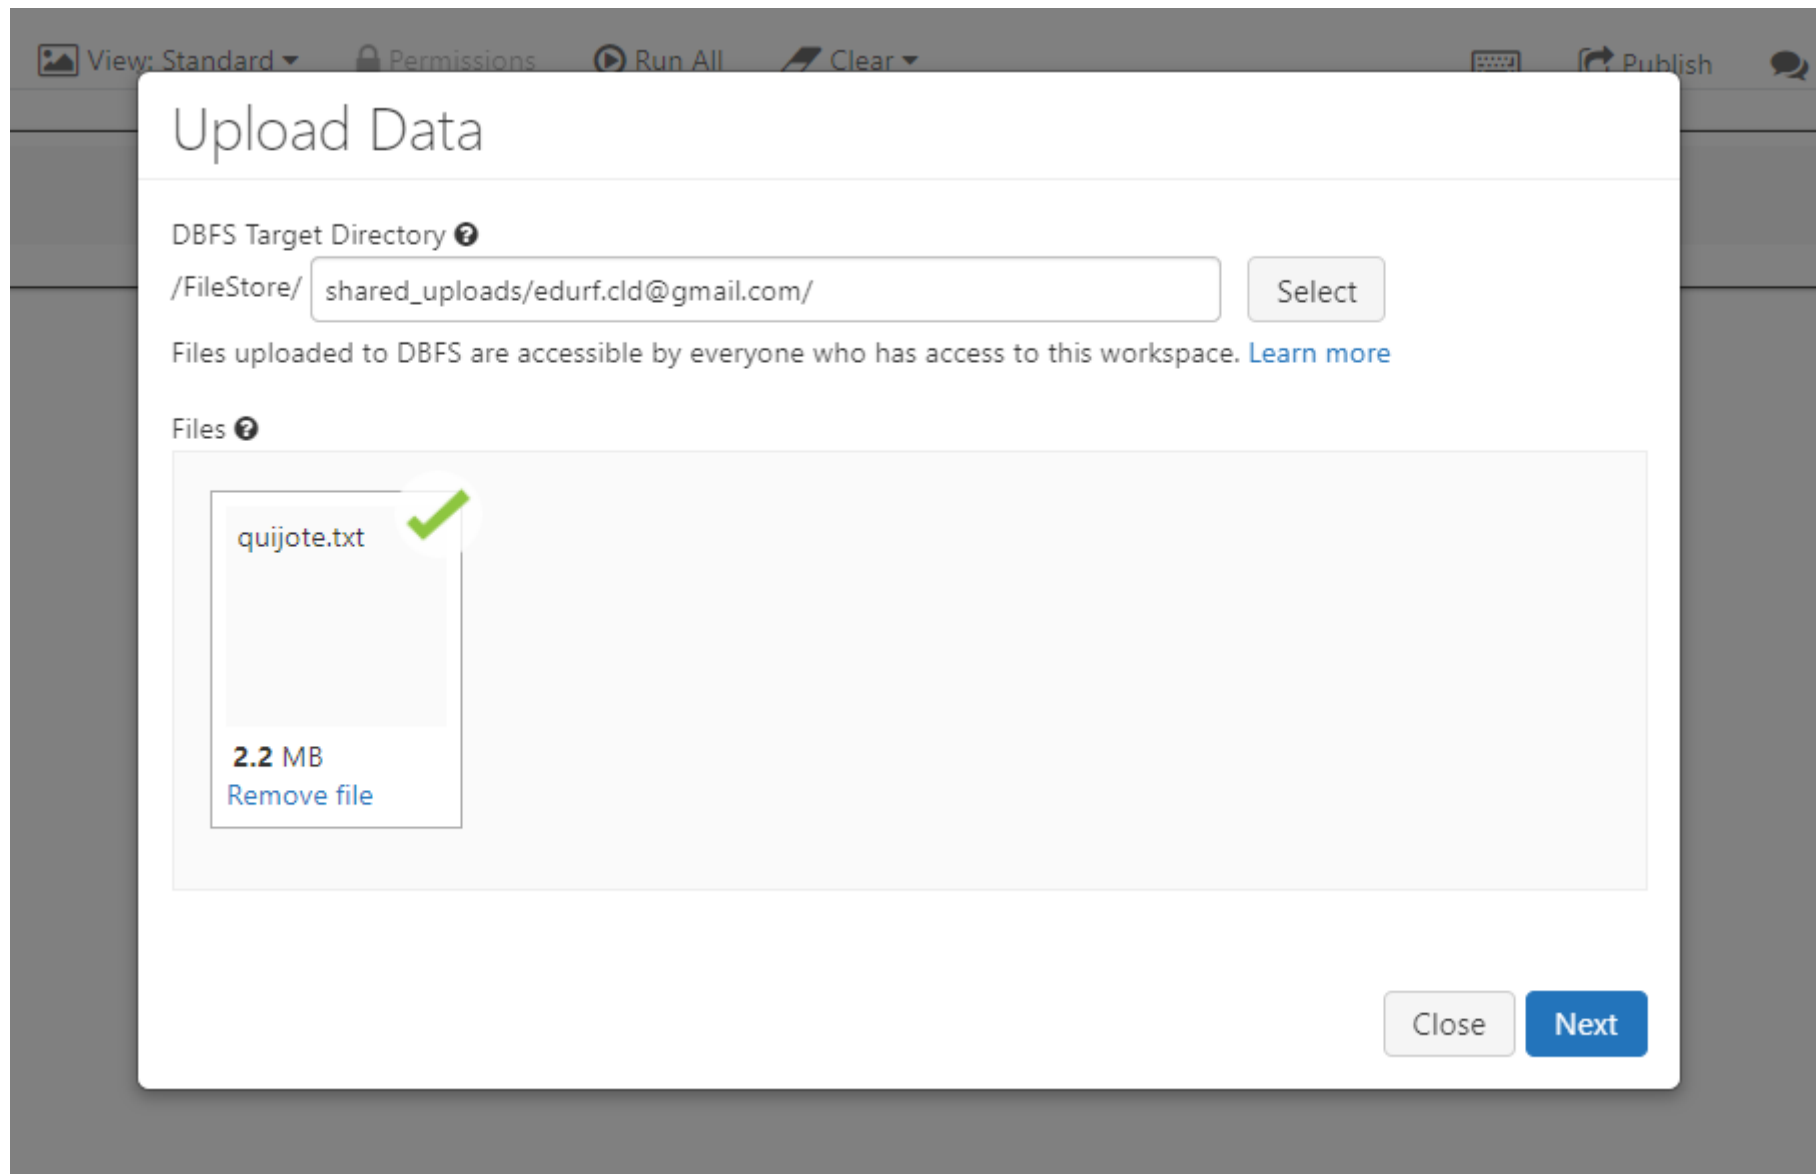 View: Standard Permissions Run All Clear Publish
Upload Data
DBFS Target Directory
/FileStore/ shared_uploads/edurf.cld@gmail.com/ Select
Files uploaded to DBFS are accessible by everyone who has access to this workspace. Learn more
Files
quijote.txt
2.2 MB
Remove file
Close Next